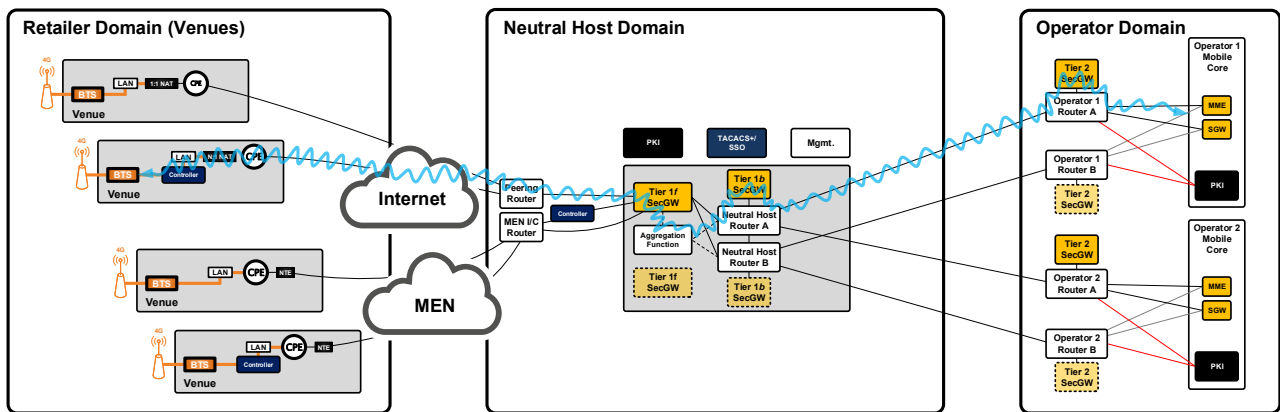 Retailer Domain (Venues)
Neutral Host Domain
Operator Domain
4G
BTS
LAN
1:1 NAT
CPE
Venue
4G
BTS
LAN
Controller
CPE
Venue
4G
BTS
LAN
CPE
NTE
Venue
4G
BTS
LAN
Controller
CPE
NTE
Venue
Internet
MEN
Peering
Router
MEN I/C
Router
Controller
PKI
TACACS+/
SSO
Mgmt.
Tier 1f
SecGW
Aggregation
Function
Tier 1f
SecGW
Tier 1b
SecGW
Neutral Host
Router A
Neutral Host
Router B
Tier 1b
SecGW
Tier 2
SecGW
Operator 1
Router A
Operator 1
Router B
Tier 2
SecGW
Operator 1
Mobile
Core
MME
SGW
PKI
Tier 2
SecGW
Operator 2
Router A
Operator 2
Router B
Tier 2
SecGW
Operator 2
Mobile
Core
MME
SGW
PKI